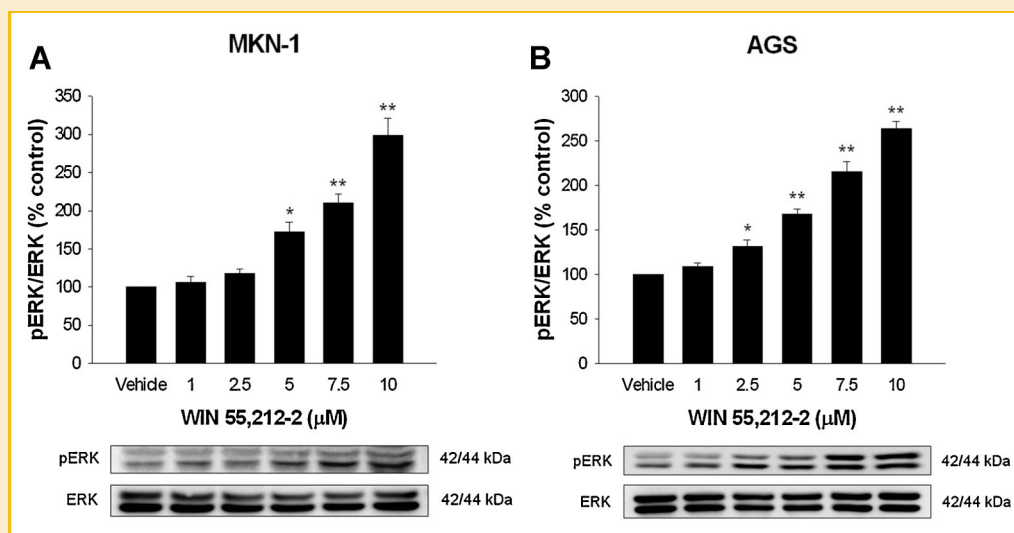 A
MKN-1
pERK/ERK (% control)
350
300
250
200
150
100
50
0
*
**
**
Vehicle 1 2.5 5 7.5 10
WIN 55,212-2 (μM)
pERK 42/44 kDa
ERK 42/44 kDa
B
AGS
pERK/ERK (% control)
300
250
200
150
100
50
0
*
**
**
**
Vehicle 1 2.5 5 7.5 10
WIN 55,212-2 (μM)
pERK 42/44 kDa
ERK 42/44 kDa